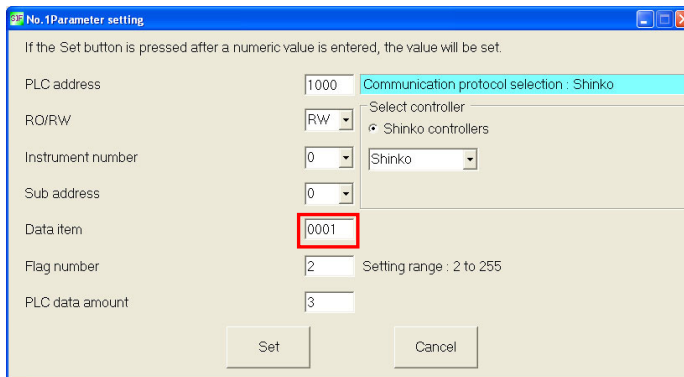 SIF No.1Parameter setting
If the Set button is pressed after a numeric value is entered, the value will be set.
PLC address 1000 Communication protocol selection : Shinko
Select controller
RO/RW RW Shinko controllers
Instrument number 0 Shinko
Sub address 0
Data item 0001
Flag number 2 Setting range : 2 to 255
PLC data amount 3
Set Cancel